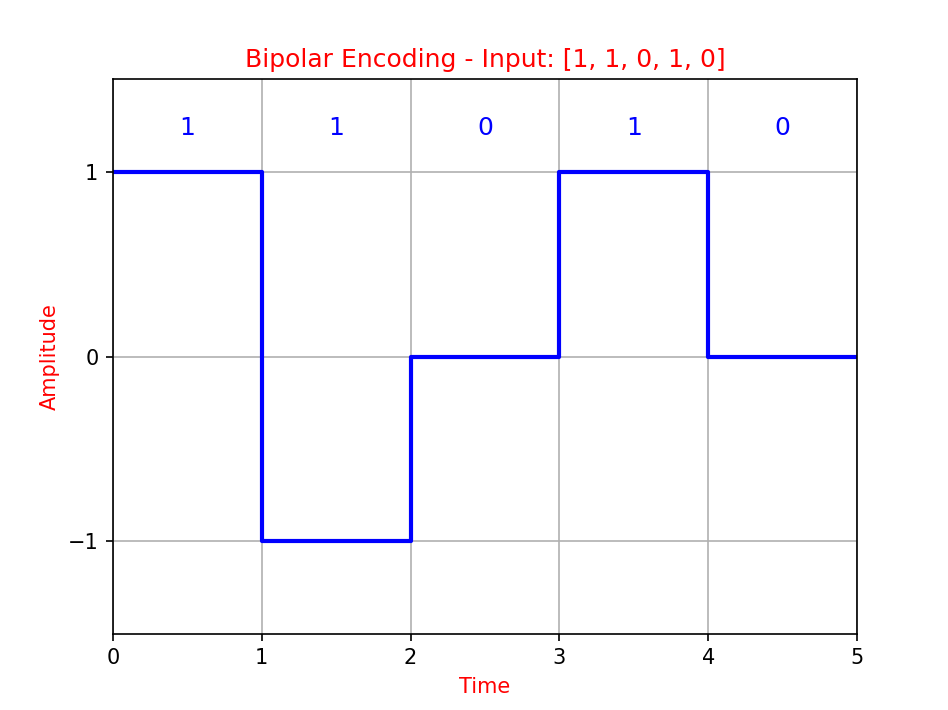 Bipolar Encoding - Input: [1, 1, 0, 1, 0]
1 1 0 1 0
1
0
−1
Amplitude
0 1 2 3 4 5
Time